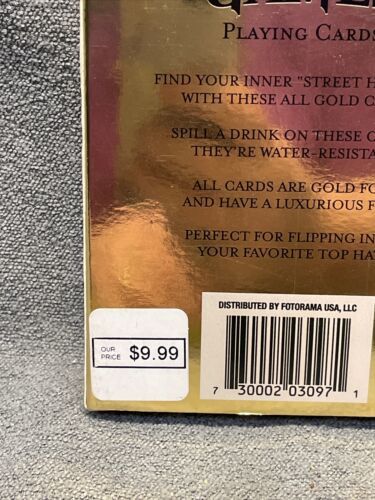 PLAYING CARDS
FIND YOUR INNER "STREET H
WITH THESE ALL GOLD C
SPILL A DRINK ON THESE C
THEY'RE WATER-RESISTA
ALL CARDS ARE GOLD FO
AND HAVE A LUXURIOUS F
PERFECT FOR FLIPPING IN
YOUR FAVORITE TOP HA
DISTRIBUTED BY FOTORAMA USA, LLC
7 30002 03097 1
OUR
PRICE $9.99